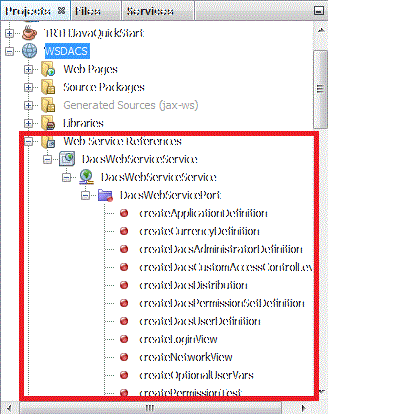 Projects Files Services
TRTHJavaQuickStart
WSDACS
Web Pages
Source Packages
Generated Sources (jax-ws)
Libraries
Web Service References
DacsWebServiceService
DacsWebServiceService
DacsWebServicePort
createApplicationDefinition
createCurrencyDefinition
createDacsAdministratorDefinition
createDacsCustomAccessControlLev
createDacsDistribution
createDacsPermissionSetDefinition
createDacsUserDefinition
createLoginView
createNetworkView
createOptionalUserVars
createPermissionTest